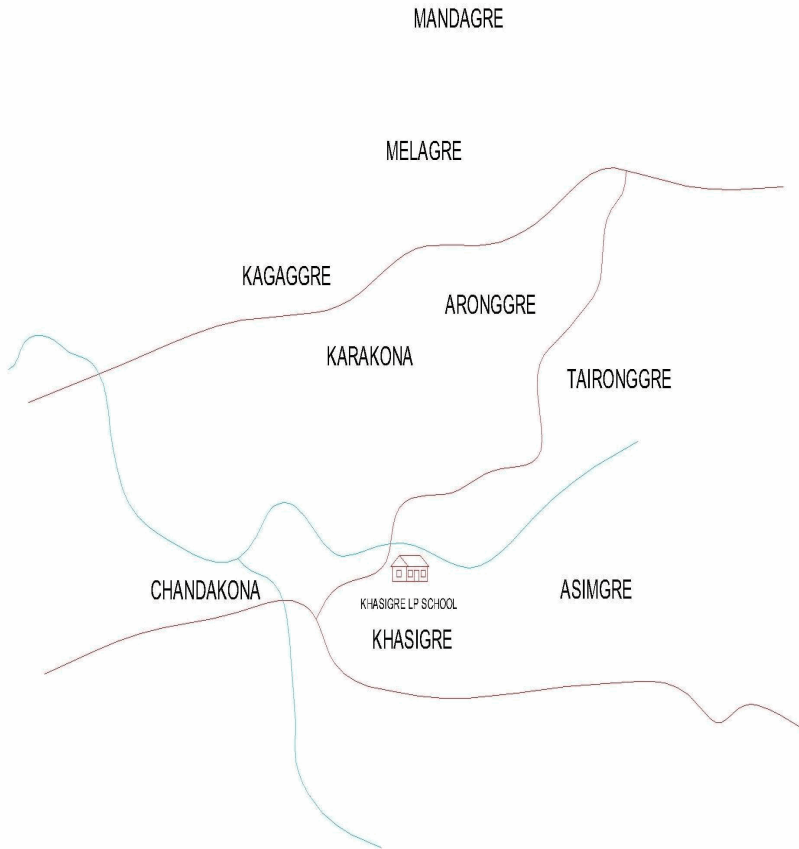 MANDAGRE
MELAGRE
KAGAGGRE
ARONGGRE
KARAKONA
TAIRONGGRE
CHANDAKONA
ASIMGRE
KHASIGRE LP SCHOOL
KHASIGRE